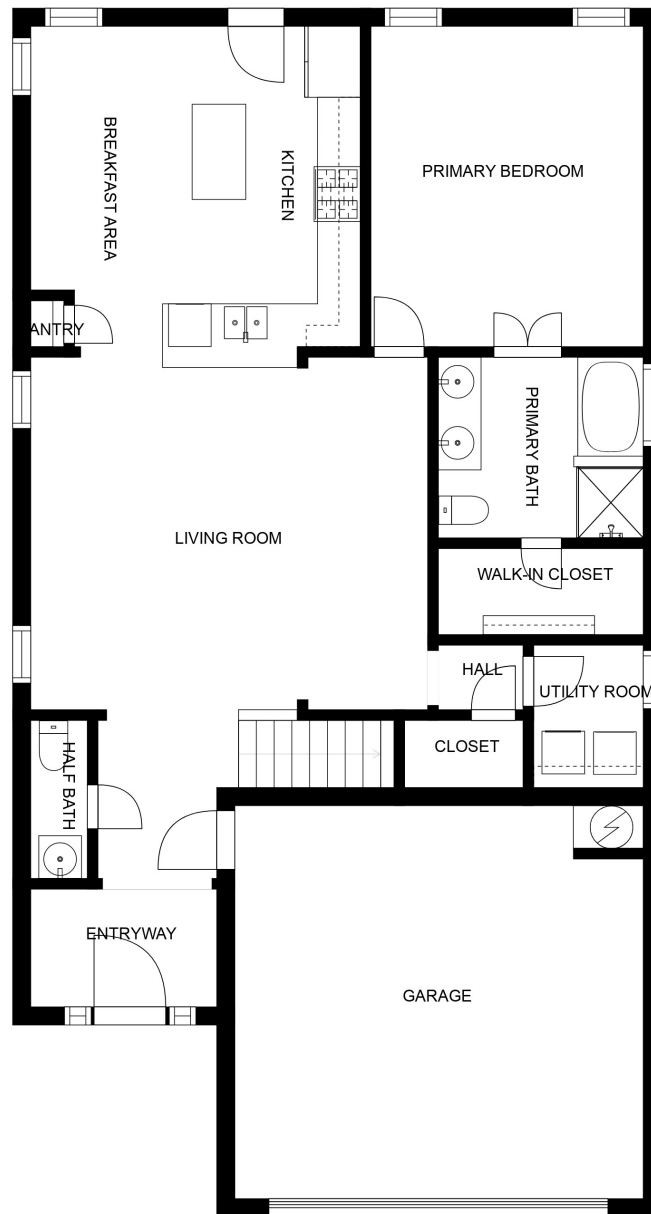 BREAKFAST AREA
KITCHEN
PRIMARY BEDROOM
ANTRY
PRIMARY BATH
LIVING ROOM
WALK-IN CLOSET
HALL
UTILITY ROOM
CLOSET
HALF BATH
ENTRYWAY
GARAGE